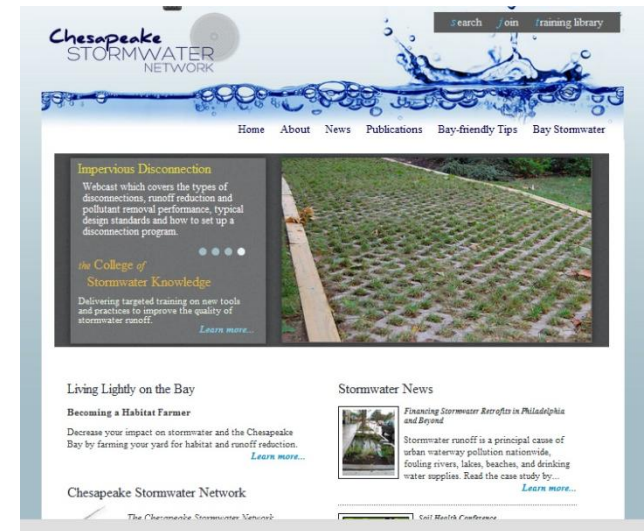 Chesapeake
STORMWATER
NETWORK
search join training library
Home About News Publications Bay-friendly Tips Bay Stormwater
Impervious Disconnection
Webcast which covers the types of
disconnections, runoff reduction and
pollutant removal performance, typical
design standards and how to set up a
disconnection program.
the College of
Stormwater Knowledge
Delivering targeted training on new tools
and practices to improve the quality of
stormwater runoff.
Learn more...
Living Lightly on the Bay
Becoming a Habitat Farmer
Decrease your impact on stormwater and the Chesapeake
Bay by farming your yard for habitat and runoff reduction.
Learn more...
Chesapeake Stormwater Network
The Chesapeake Stormwater Network
Stormwater News
Financing Stormwater Retrofits in Philadelphia
and Beyond
Stormwater runoff is a principal cause of
urban waterway pollution nationwide,
fouling rivers, lakes, beaches, and drinking
water supplies. Read the case study by...
Learn more...
Soil Health Conference